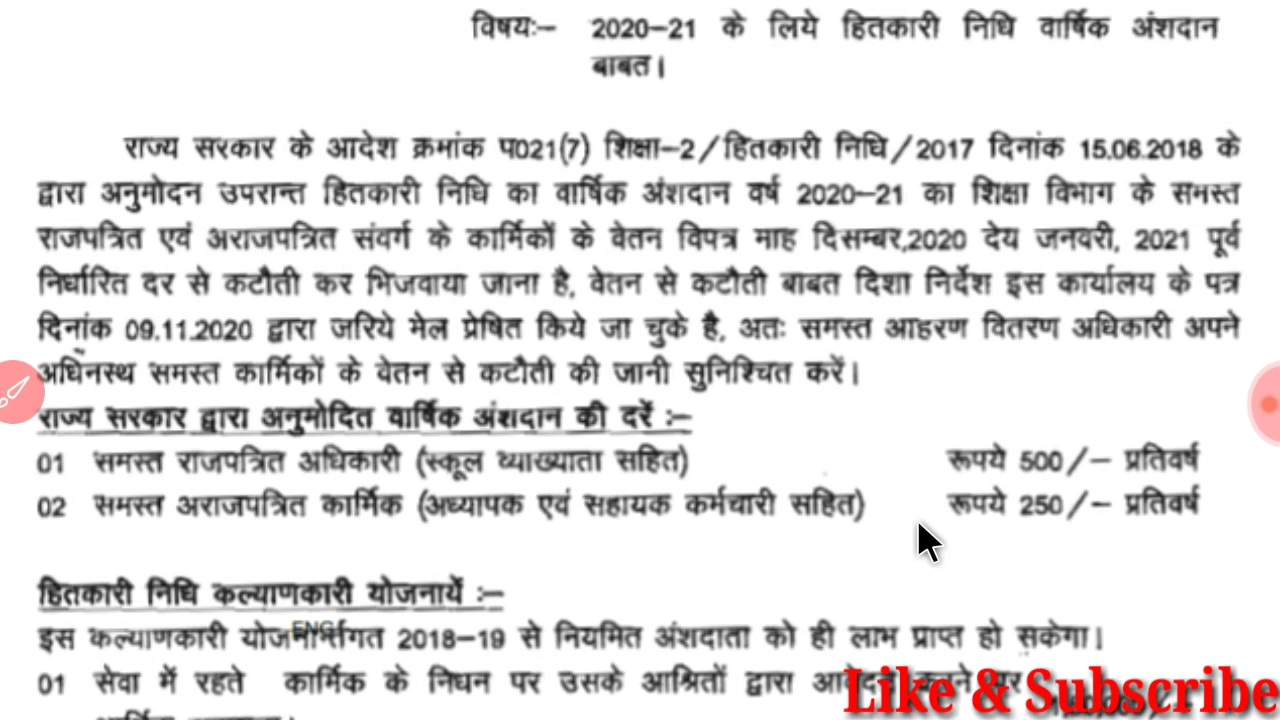 विषयः– 2020–21 के लिये हितकारी निधि वार्षिक अंशदान
बाबत।
राज्य सरकार के आदेश क्रमांक प021(7) शिक्षा–2/हितकारी निधि/2017 दिनांक 15.06.2018 के
द्वारा अनुमोदन उपरान्त हितकारी निधि का वार्षिक अंशदान वर्ष 2020–21 का शिक्षा विभाग के समस्त
राजपत्रित एवं अराजपत्रित संवर्ग के कार्मिकों के वेतन विपत्र माह दिसम्बर,2020 देय जनवरी, 2021 पूर्व
निर्धारित दर से कटौती कर भिजवाया जाना है, वेतन से कटौती बाबत दिशा निर्देश इस कार्यालय के पत्र
दिनांक 09.11.2020 द्वारा जरिये मेल प्रेषित किये जा चुके है, अतः समस्त आहरण वितरण अधिकारी अपने
अधिनस्थ समस्त कार्मिकों के वेतन से कटौती की जानी सुनिश्चित करें।
राज्य सरकार द्वारा अनुमोदित वार्षिक अंशदान की दरें :–
01 समस्त राजपत्रित अधिकारी (स्कूल व्याख्याता सहित) रूपये 500/– प्रतिवर्ष
02 समस्त अराजपत्रित कार्मिक (अध्यापक एवं सहायक कर्मचारी सहित) रूपये 250/– प्रतिवर्ष
हितकारी निधि कल्याणकारी योजनायें :–
इस कल्याणकारी 2018–19 से नियमित अंशदाता को ही लाभ प्राप्त हो सकेगा।
ENG
01 सेवा में रहते कार्मिक के निधन पर उसके आश्रितों द्वारा
Like & Subscribe